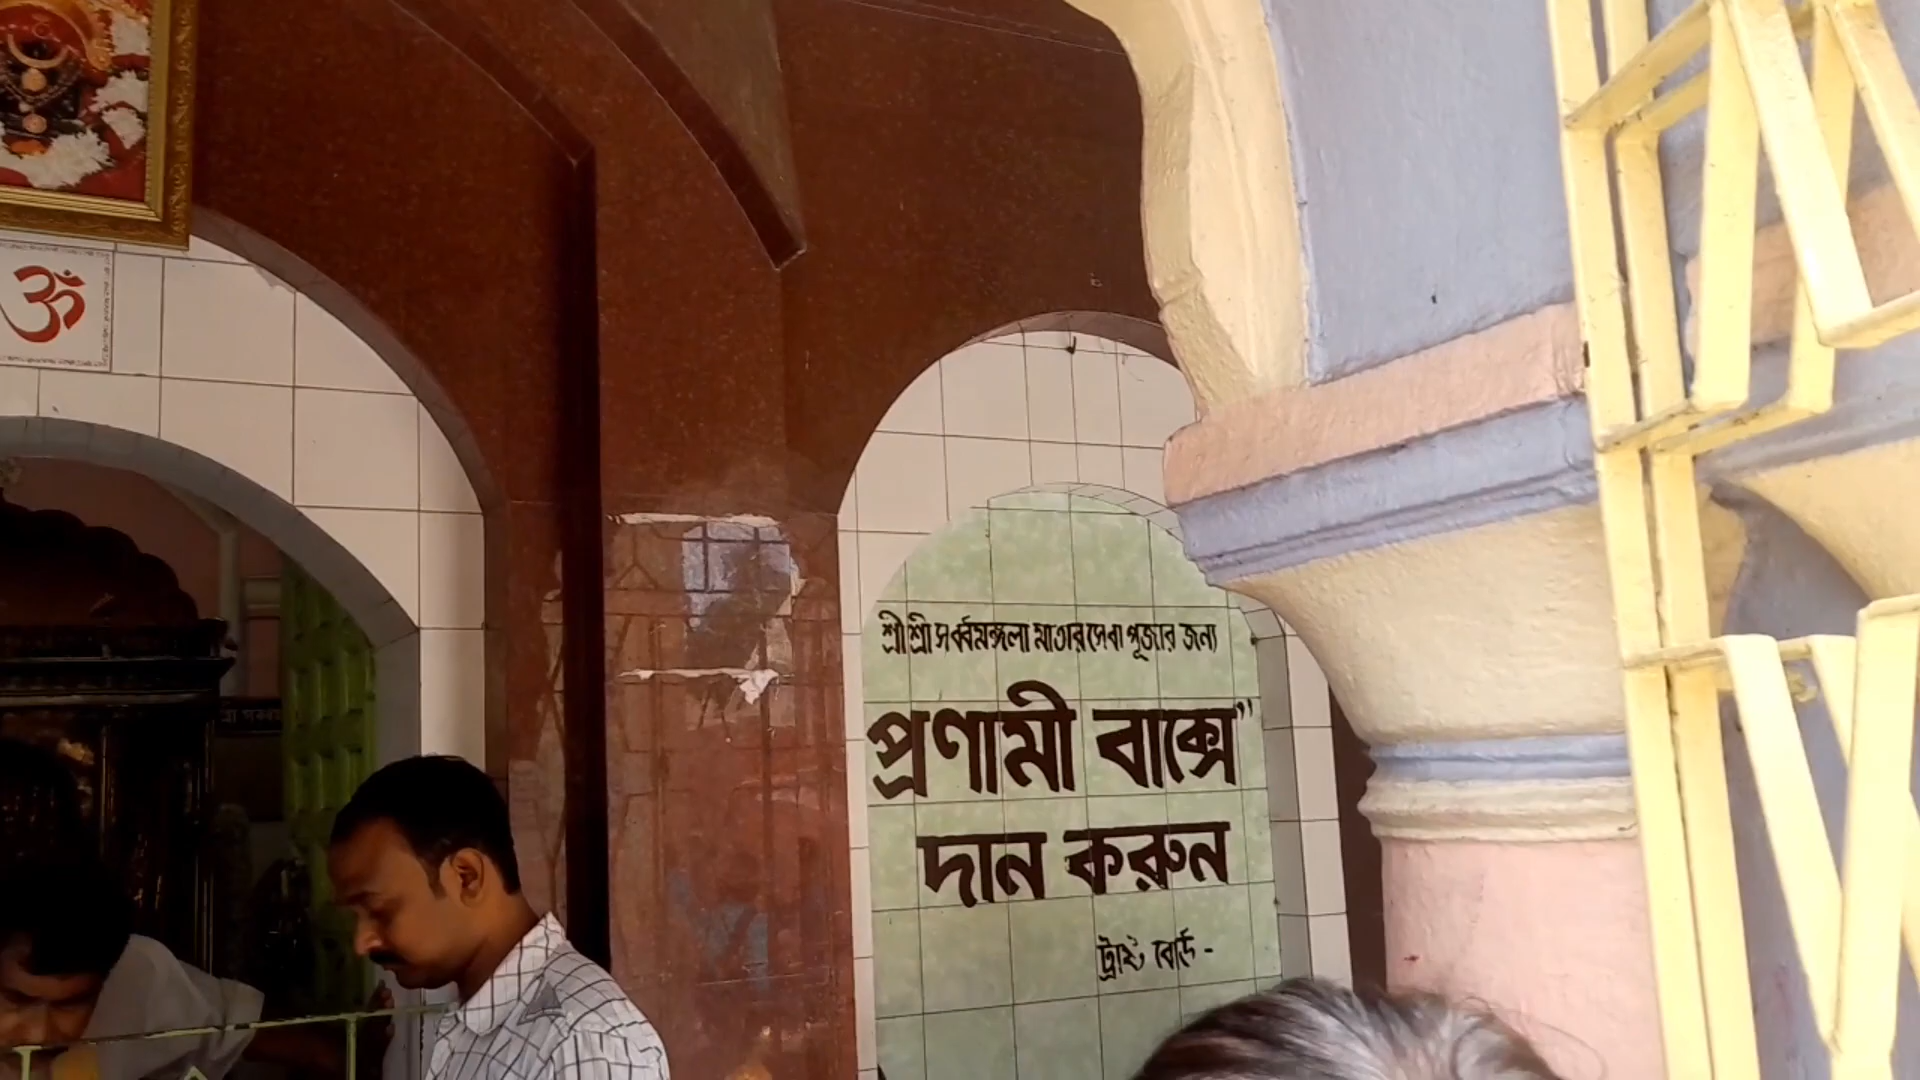 ॐ
শ্রী শ্রী সর্ব্বমঙ্গলা মাতার সেবা পূজার জন্য
প্রণামী বাক্সে"
দান করুন
ট্রাষ্ট বোর্ড -